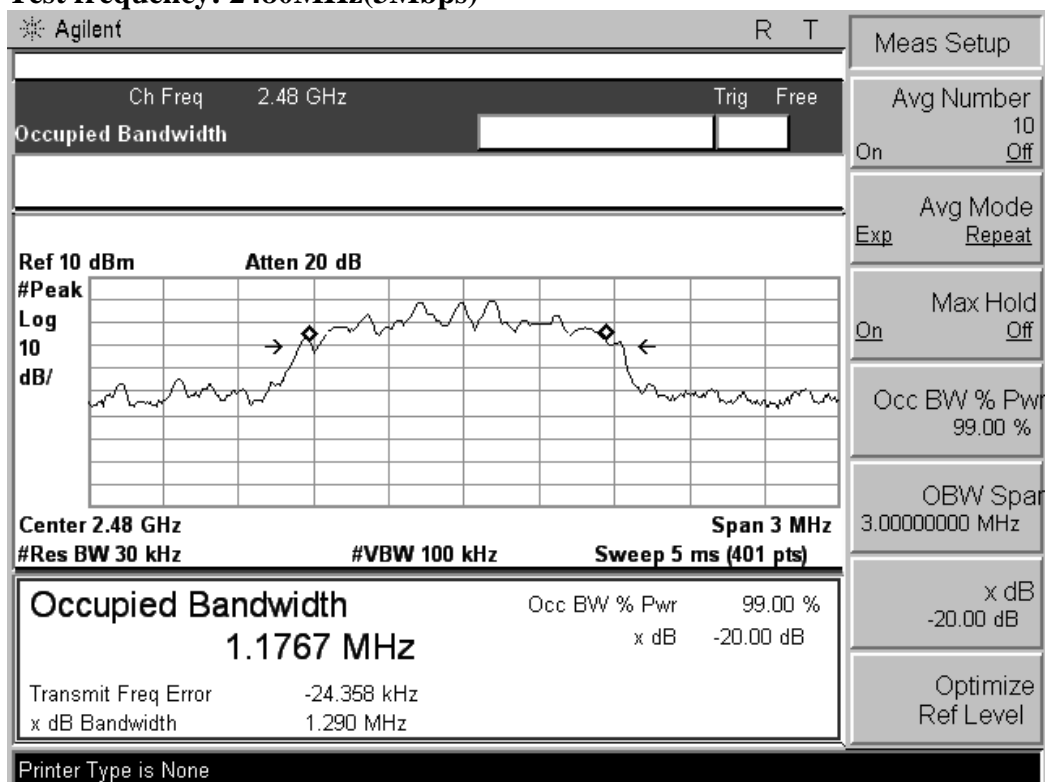 Test frequency: 2480MHz(3Mbps)
Agilent R T
Ch Freq 2.48 GHz Trig Free
Occupied Bandwidth
Ref 10 dBm Atten 20 dB
#Peak
Log
10
dB/
Center 2.48 GHz Span 3 MHz
#Res BW 30 kHz #VBW 100 kHz Sweep 5 ms (401 pts)
Occupied Bandwidth Occ BW % Pwr 99.00 %
1.1767 MHz x dB -20.00 dB
Transmit Freq Error -24.358 kHz
x dB Bandwidth 1.290 MHz
Printer Type is None
Meas Setup
Avg Number
10
On Off
Avg Mode
Exp Repeat
Max Hold
On Off
Occ BW % Pwr
99.00 %
OBW Span
3.00000000 MHz
x dB
-20.00 dB
Optimize
Ref Level